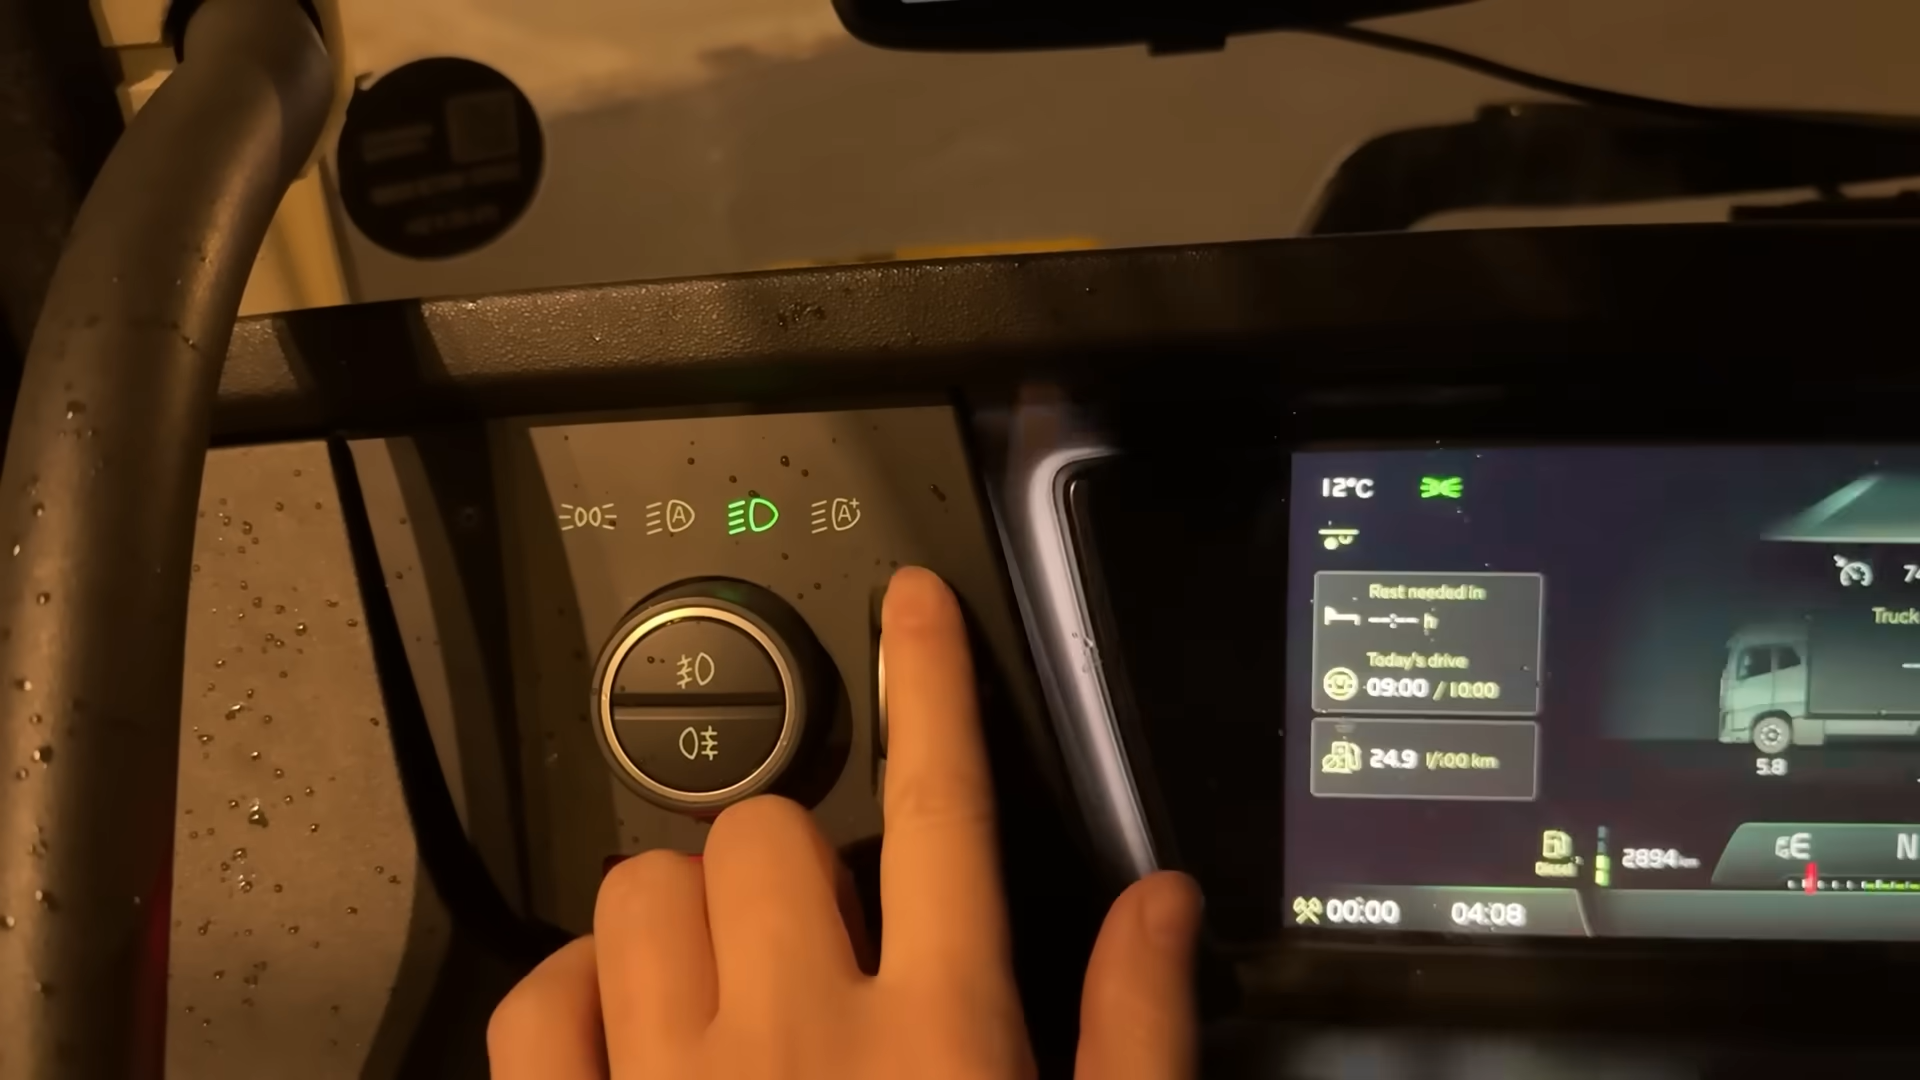 A A+
12°C
74
Rest needed in
--:-- h
Truck
Today's drive
09:00 / 10:00
24.9 l/100 km
5.8
Diesel
2894 km
E N
00:00 04:08